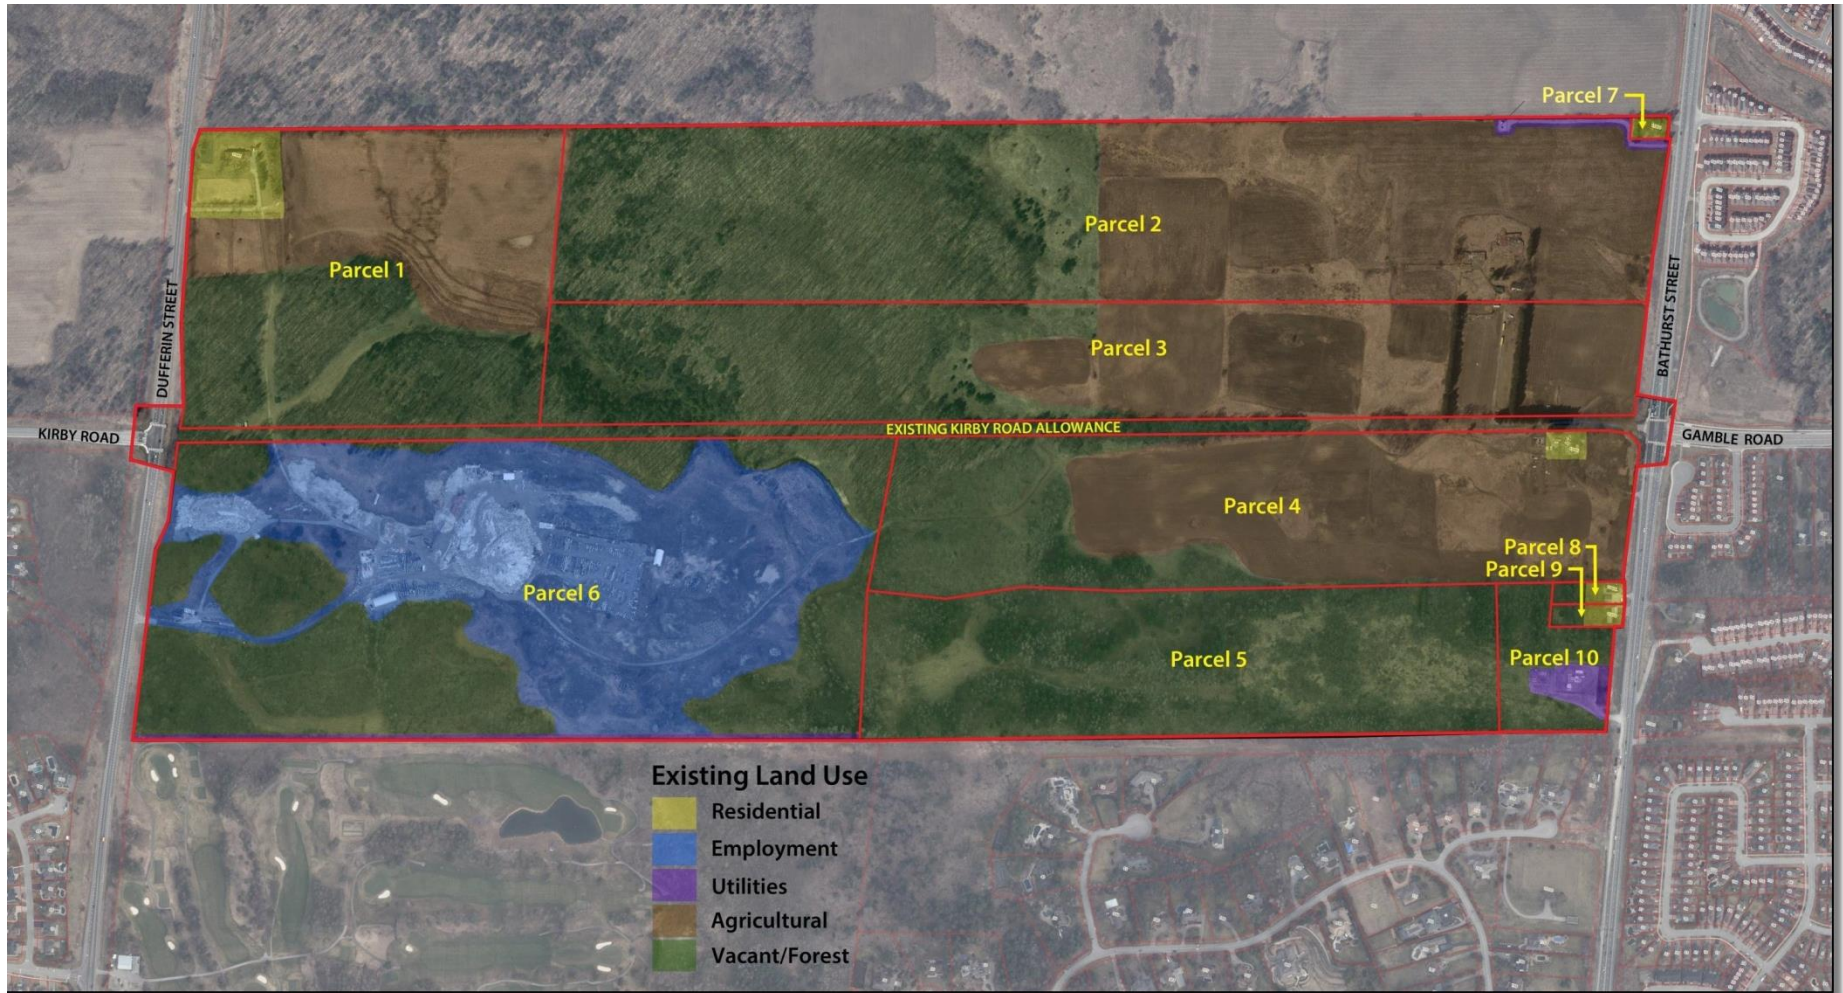 Parcel 7
Parcel 2
Parcel 1
DUFFERIN STREET
BATHURST STREET
Parcel 3
KIRBY ROAD
EXISTING KIRBY ROAD ALLOWANCE
GAMBLE ROAD
Parcel 4
Parcel 8
Parcel 9
Parcel 6
Parcel 5
Parcel 10
Existing Land Use
Residential
Employment
Utilities
Agricultural
Vacant/Forest